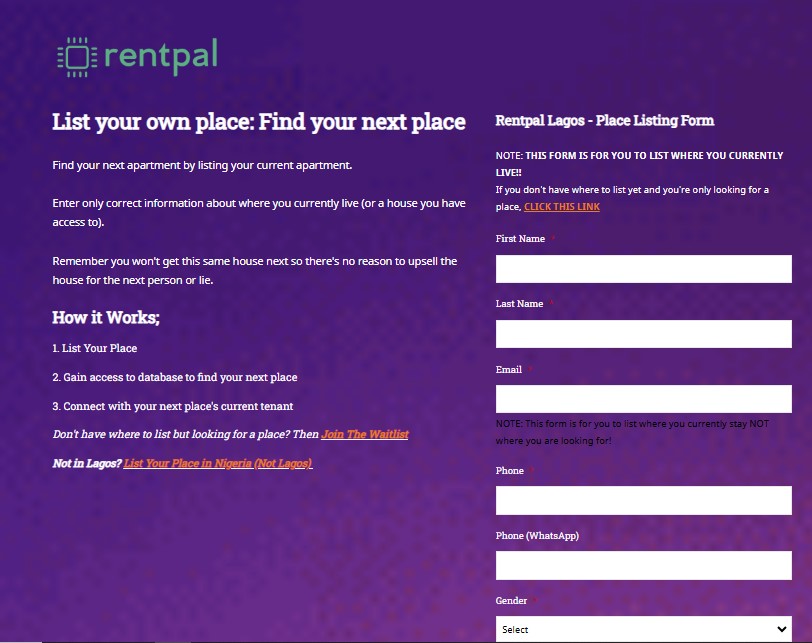 rentpal
List your own place: Find your next place
Find your next apartment by listing your current apartment.
Enter only correct information about where you currently live (or a house you have
access to).
Remember you won't get this same house next so there's no reason to upsell the
house for the next person or lie.
How it Works;
1. List Your Place
2. Gain access to database to find your next place
3. Connect with your next place's current tenant
Don't have where to list but looking for a place? Then Join The Waitlist
Not in Lagos? List Your Place in Nigeria (Not Lagos)
Rentpal Lagos - Place Listing Form
NOTE: THIS FORM IS FOR YOU TO LIST WHERE YOU CURRENTLY
LIVE!!
If you don't have where to list yet and you're only looking for a
place, CLICK THIS LINK
First Name *
Last Name *
Email *
NOTE: This form is for you to list where you currently stay NOT
where you are looking for!
Phone *
Phone (WhatsApp)
Gender *
Select